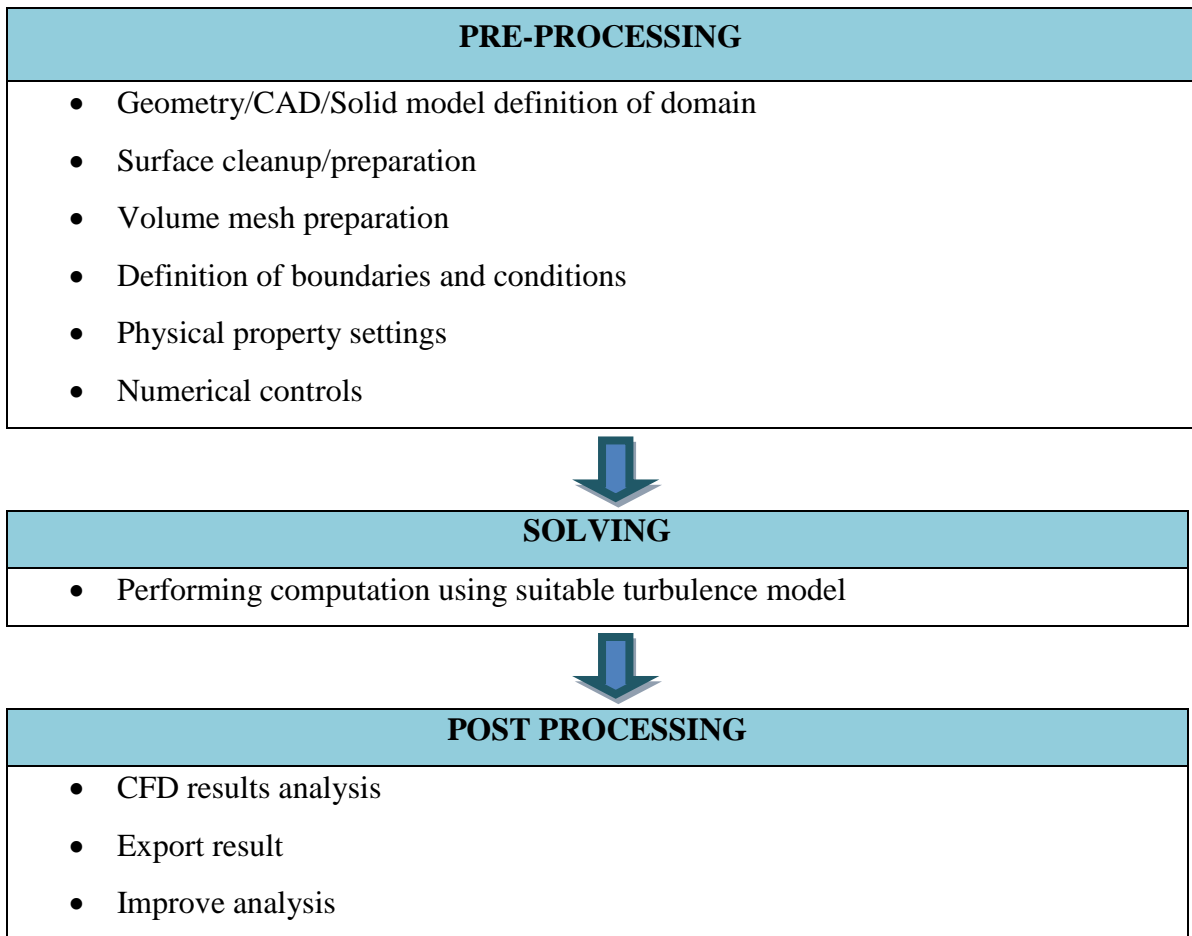 PRE-PROCESSING
• Geometry/CAD/Solid model definition of domain
• Surface cleanup/preparation
• Volume mesh preparation
• Definition of boundaries and conditions
• Physical property settings
• Numerical controls
SOLVING
• Performing computation using suitable turbulence model
POST PROCESSING
• CFD results analysis
• Export result
• Improve analysis